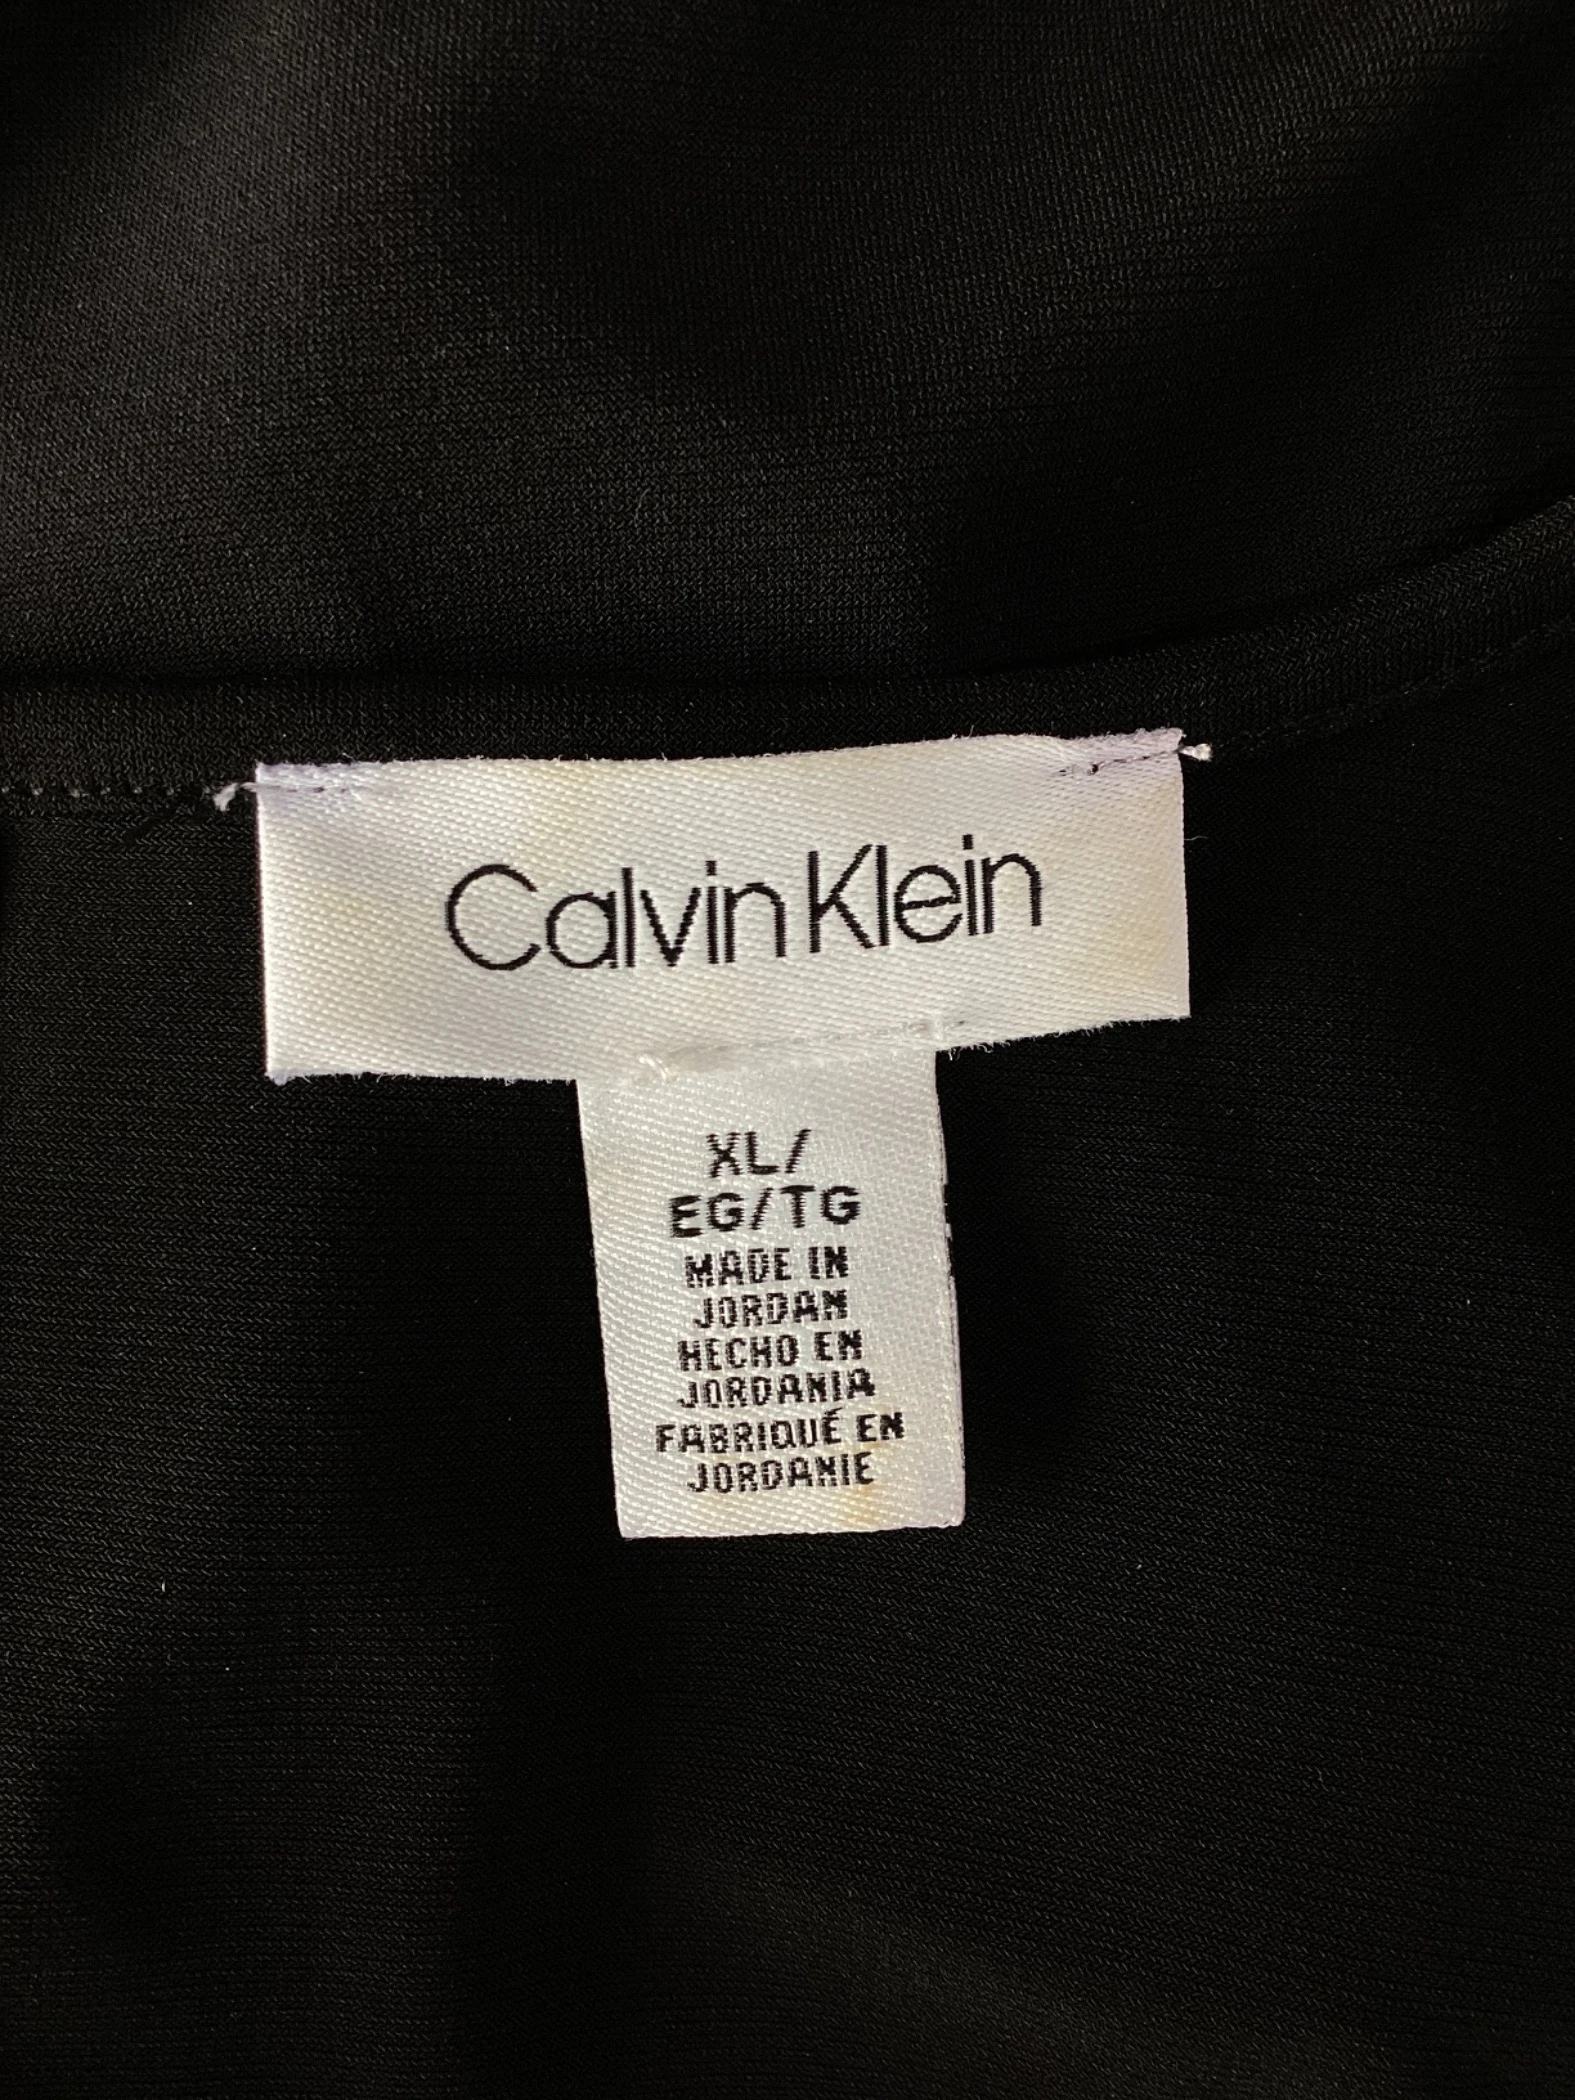 Calvin Klein
XL/
EG/TG
MADE IN
JORDAN
HECHO EN
JORDANIA
FABRIQUÉ EN
JORDANIE